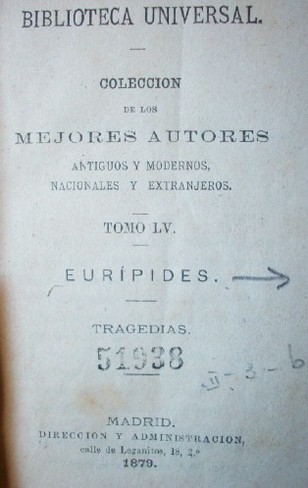 BIBLIOTECA UNIVERSAL.
COLECCION
DE LOS
MEJORES AUTORES
ANTIGUOS Y MODERNOS,
NACIONALES Y EXTRANJEROS.
TOMO LV.
EURÍPIDES.
TRAGEDIAS.
51938
II-3-6
MADRID.
DIRECCION Y ADMINISTRACION,
calle de Leganitos, 18, 2.º
1879.